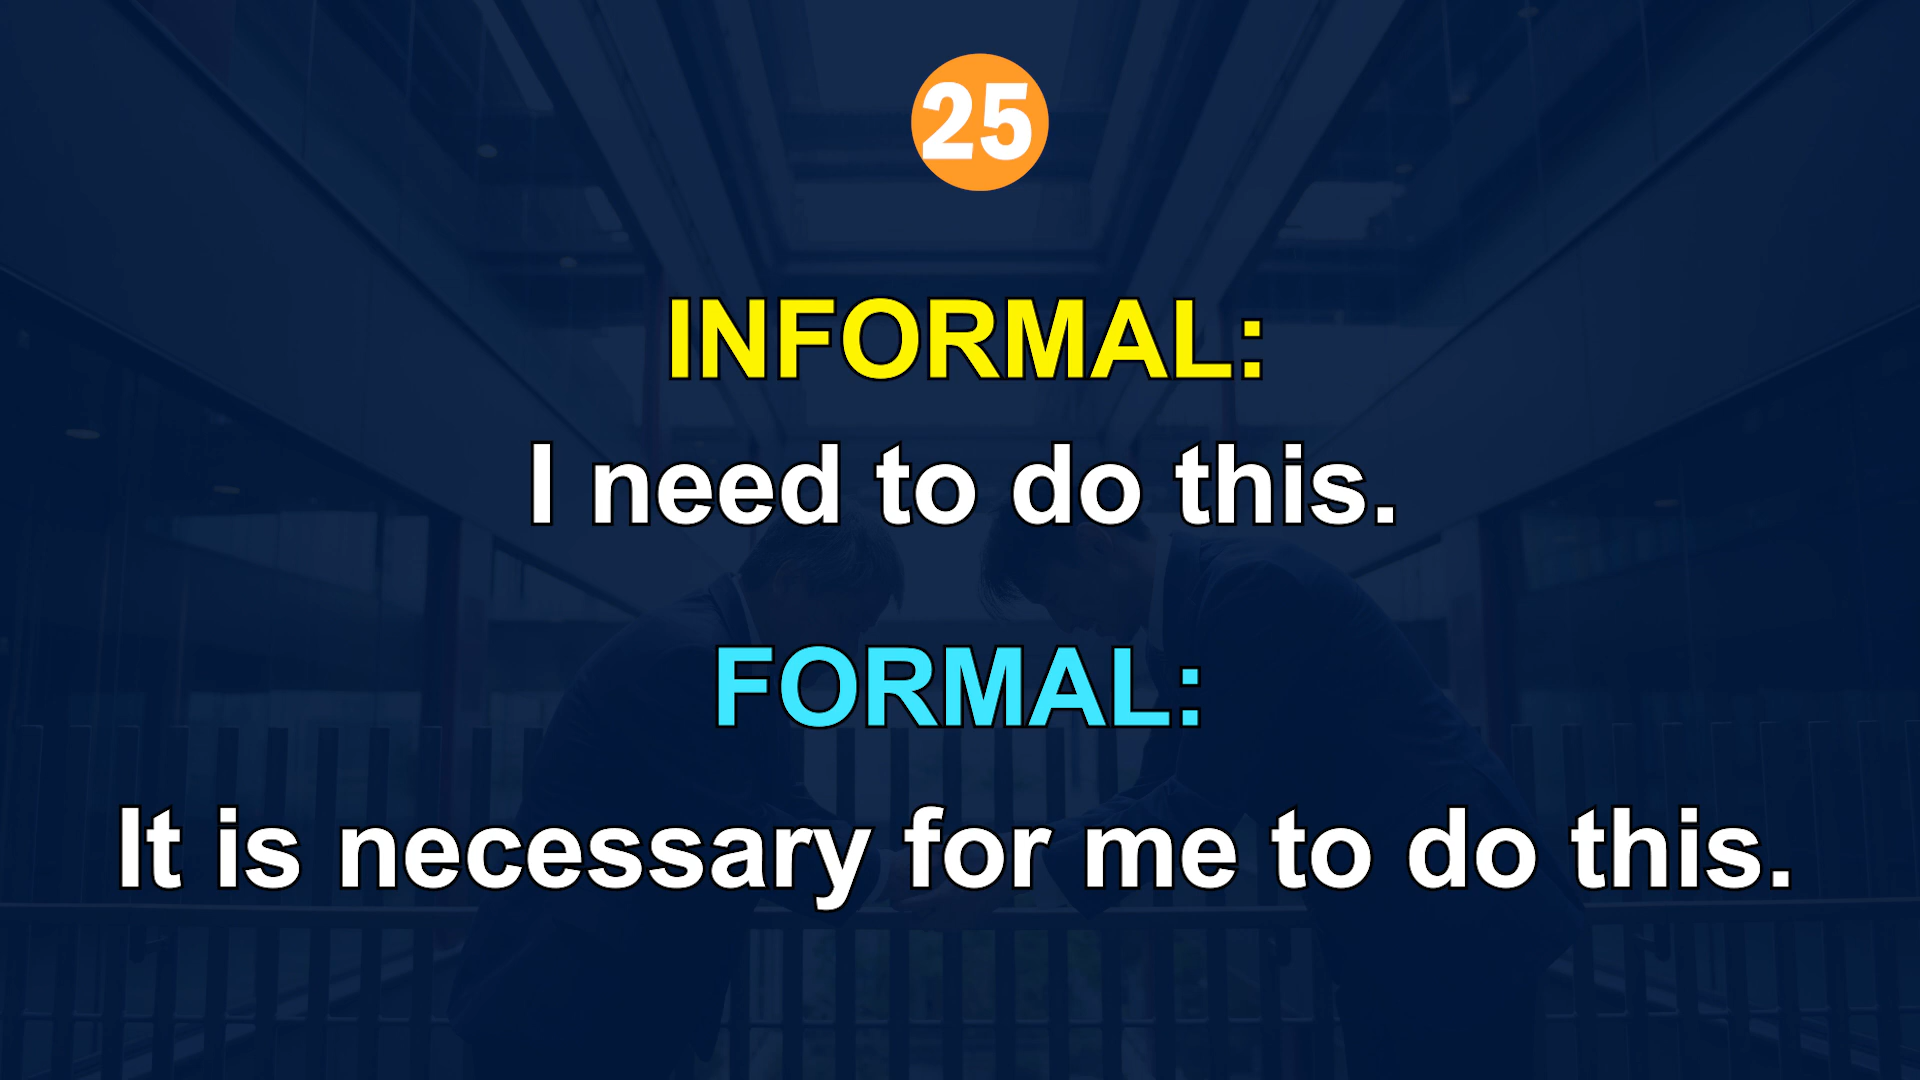 25
INFORMAL:
I need to do this.
FORMAL:
It is necessary for me to do this.